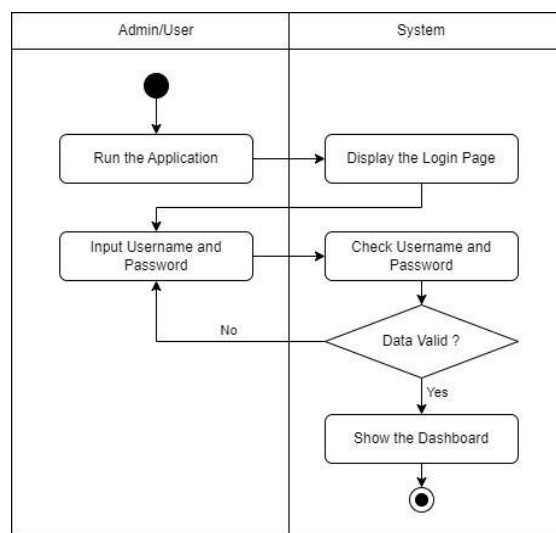 Admin/User
System
Run the Application
Display the Login Page
Input Username and
Password
Check Username and
Password
Data Valid ?
No
Yes
Show the Dashboard